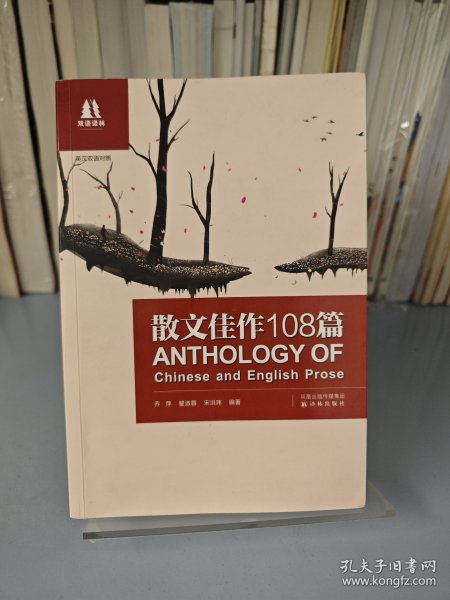 双语译林
英汉双语对照
散文佳作108篇
ANTHOLOGY OF
Chinese and English Prose
乔 萍 翟淑蓉 宋洪玮 编著
凤凰出版传媒集团
译林出版社
孔夫子旧书网
www.kongfz.com